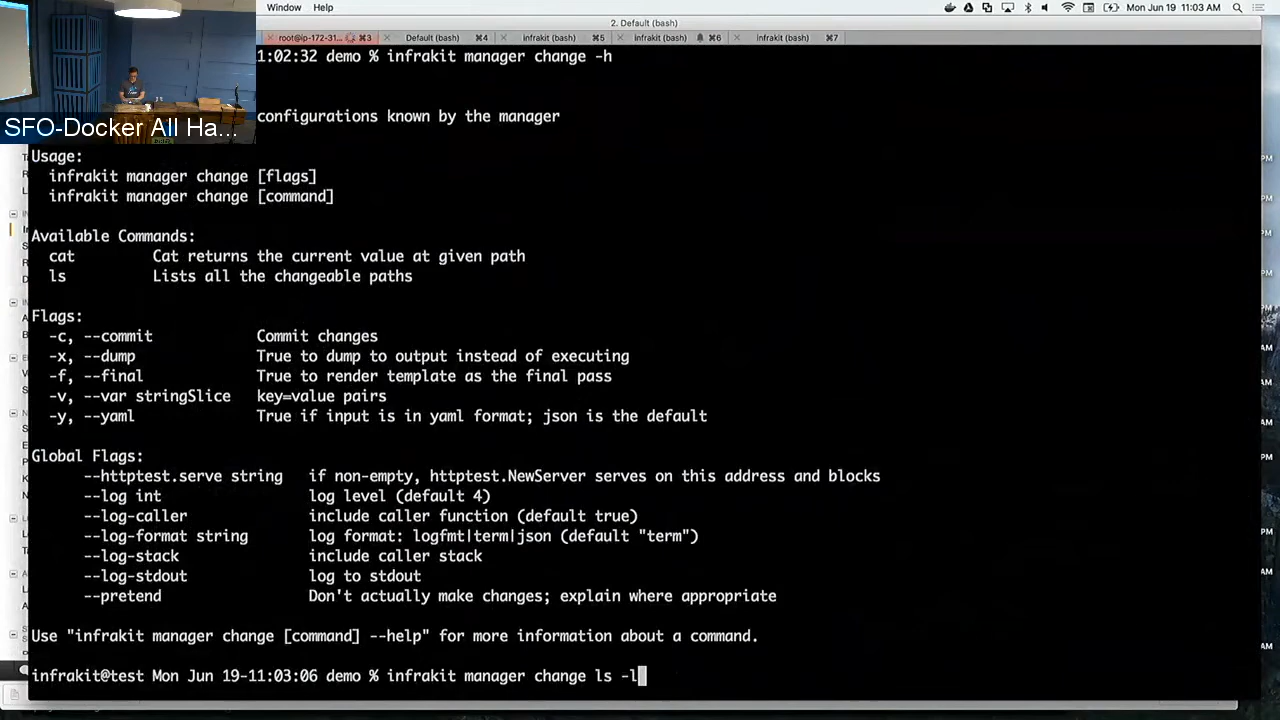 Window Help
Mon Jun 19 11:03 AM
2. Default (bash)
root@ip-172-31... ⌘3 Default (bash) ⌘4 infrakit (bash) ⌘5 infrakit (bash) ⌘6 infrakit (bash) ⌘7
1:02:32 demo % infrakit manager change -h
configurations known by the manager
SFO-Docker All Ha...
Usage:
infrakit manager change [flags]
infrakit manager change [command]
Available Commands:
cat Cat returns the current value at given path
ls Lists all the changeable paths
Flags:
-c, --commit Commit changes
-x, --dump True to dump to output instead of executing
-f, --final True to render template as the final pass
-v, --var stringSlice key=value pairs
-y, --yaml True if input is in yaml format; json is the default
Global Flags:
--httptest.serve string if non-empty, httptest.NewServer serves on this address and blocks
--log int log level (default 4)
--log-caller include caller function (default true)
--log-format string log format: logfmt|term|json (default "term")
--log-stack include caller stack
--log-stdout log to stdout
--pretend Don't actually make changes; explain where appropriate
Use "infrakit manager change [command] --help" for more information about a command.
infrakit@test Mon Jun 19-11:03:06 demo % infrakit manager change ls -l